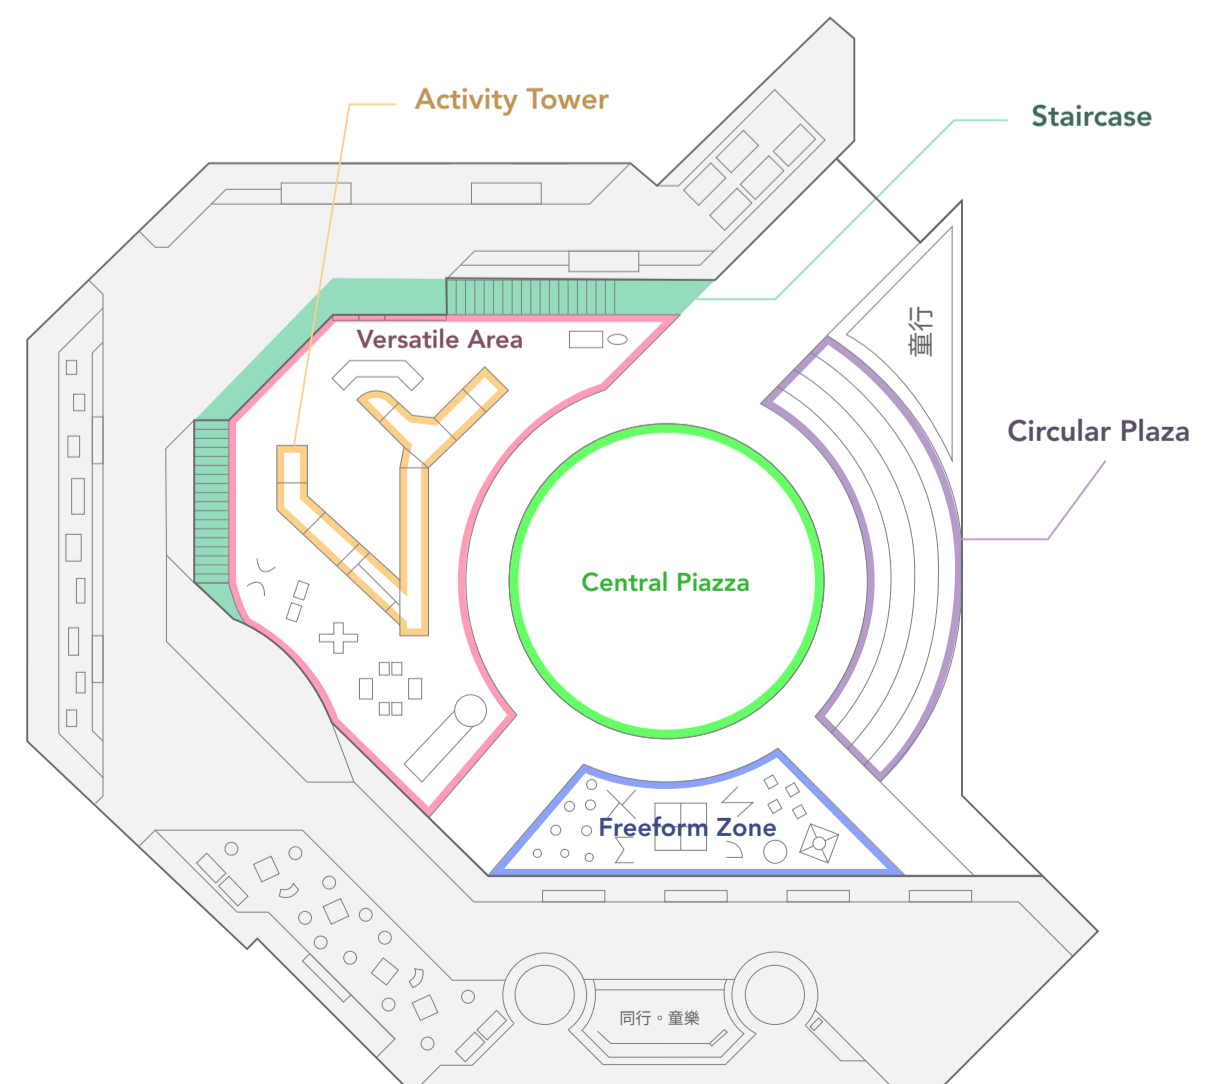 Activity Tower
Staircase
Versatile Area
童行
Circular Plaza
Central Piazza
Freeform Zone
同行。童樂